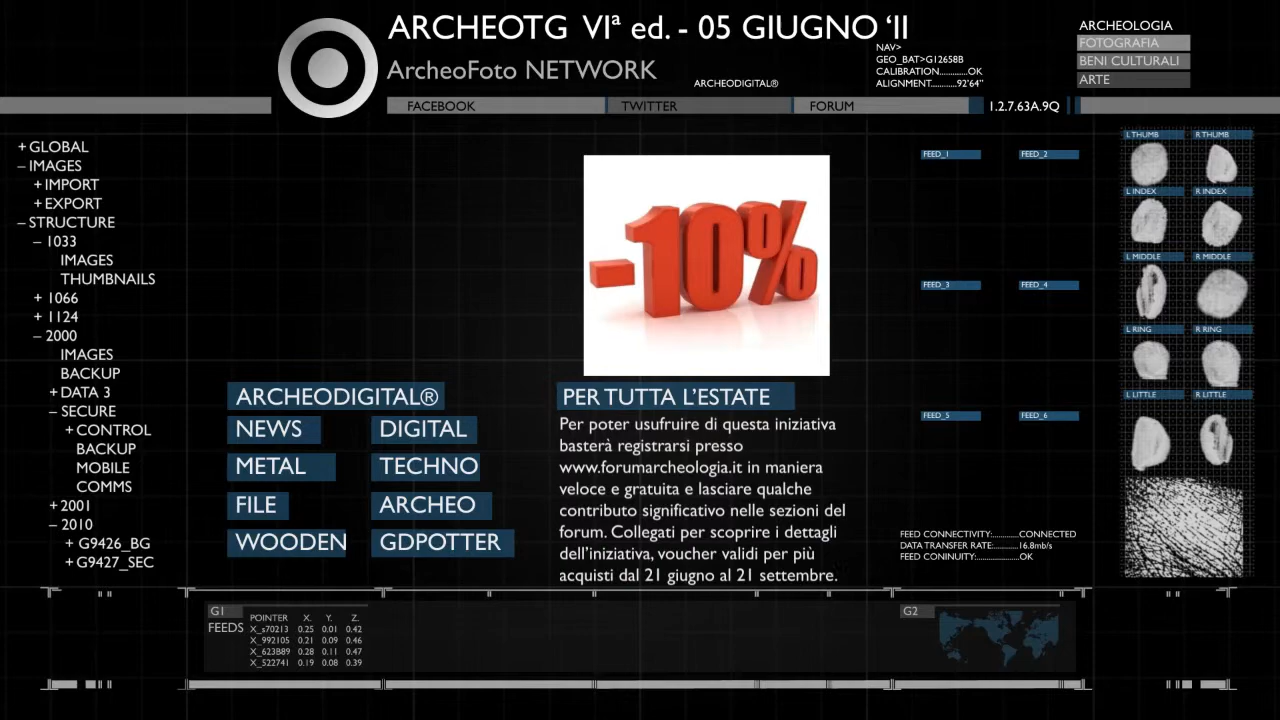 ARCHEOTG VIª ed. - 05 GIUGNO ‘II
ArcheoFoto NETWORK
ARCHEODIGITAL®
NAV>
GEO_BAT>G12658B
CALIBRATION.............OK
ALIGNMENT...........92'64"
ARCHEOLOGIA
FOTOGRAFIA
BENI CULTURALI
ARTE
FACEBOOK
TWITTER
FORUM
1.2.7.63A.9Q
+ GLOBAL
– IMAGES
+ IMPORT
+ EXPORT
– STRUCTURE
– 1033
IMAGES
THUMBNAILS
+ 1066
+ 1124
– 2000
IMAGES
BACKUP
+ DATA 3
– SECURE
+ CONTROL
BACKUP
MOBILE
COMMS
+ 2001
– 2010
+ G9426_BG
+ G9427_SEC
-10%
ARCHEODIGITAL®
NEWS
DIGITAL
METAL
TECHNO
FILE
ARCHEO
WOODEN
GDPOTTER
PER TUTTA L'ESTATE
Per poter usufruire di questa iniziativa
basterà registrarsi presso
www.forumarcheologia.it in maniera
veloce e gratuita e lasciare qualche
contributo significativo nelle sezioni del
forum. Collegati per scoprire i dettagli
dell'iniziativa, voucher validi per più
acquisti dal 21 giugno al 21 settembre.
FEED_1
FEED_2
FEED_3
FEED_4
FEED_5
FEED_6
FEED CONNECTIVITY:...........CONNECTED
DATA TRANSFER RATE:...........16.8mb/s
FEED CONINUITY:......................OK
L THUMB
R THUMB
L INDEX
R INDEX
L MIDDLE
R MIDDLE
L RING
R RING
L LITTLE
R LITTLE
G1
FEEDS
POINTER X. Y. Z.
X_s70213 0.25 0.01 0.42
X_992105 0.21 0.09 0.46
X_623B89 0.28 0.11 0.47
X_522741 0.19 0.08 0.39
G2